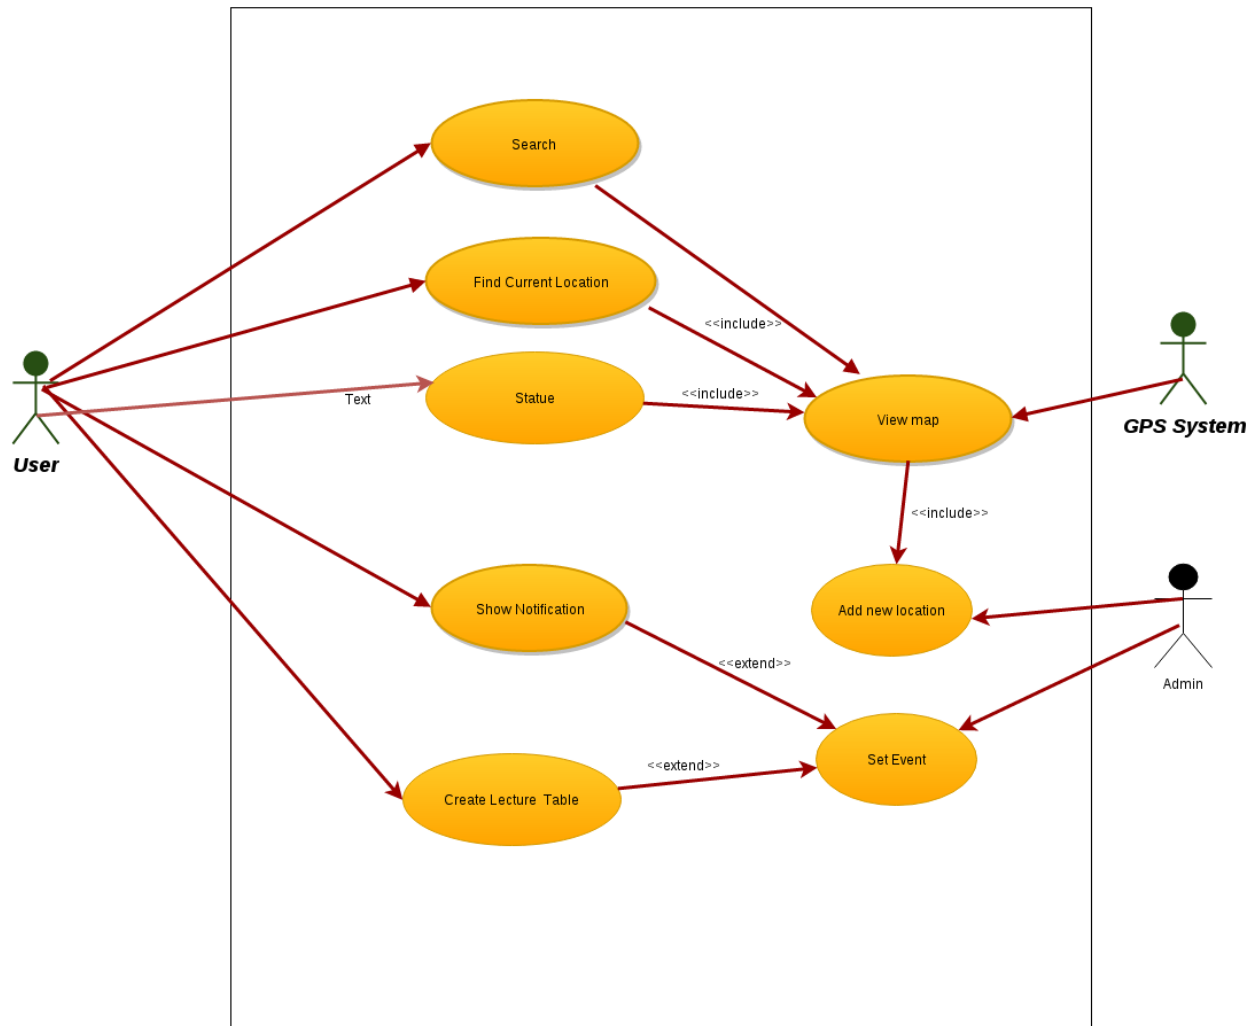 Search
Find Current Location
<<include>>
Statue
<<include>>
Text
View map
GPS System
User
<<include>>
Show Notification
Add new location
<<extend>>
Admin
Set Event
<<extend>>
Create Lecture  Table